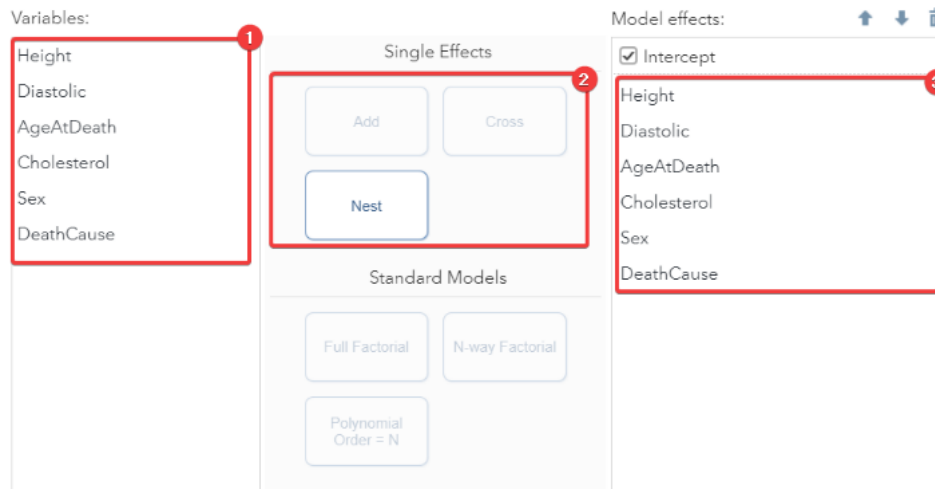 Variables:
1
Height
Diastolic
AgeAtDeath
Cholesterol
Sex
DeathCause
Single Effects
2
Add
Cross
Nest
Standard Models
Full Factorial
N-way Factorial
Polynomial
Order = N
Model effects:
Intercept
3
Height
Diastolic
AgeAtDeath
Cholesterol
Sex
DeathCause